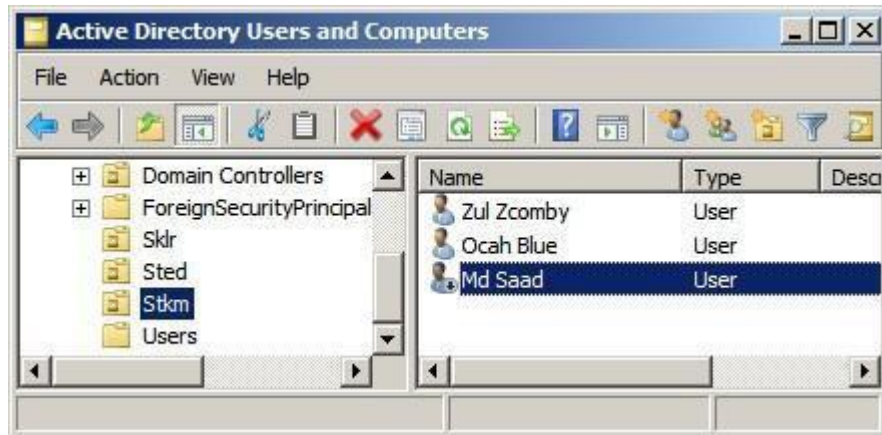 Active Directory Users and Computers
File Action View Help
Domain Controllers
ForeignSecurityPrincipal
Sklr
Sted
Stkm
Users
Name Type Descr
Zul Zcomby User
Ocah Blue User
Md Saad User